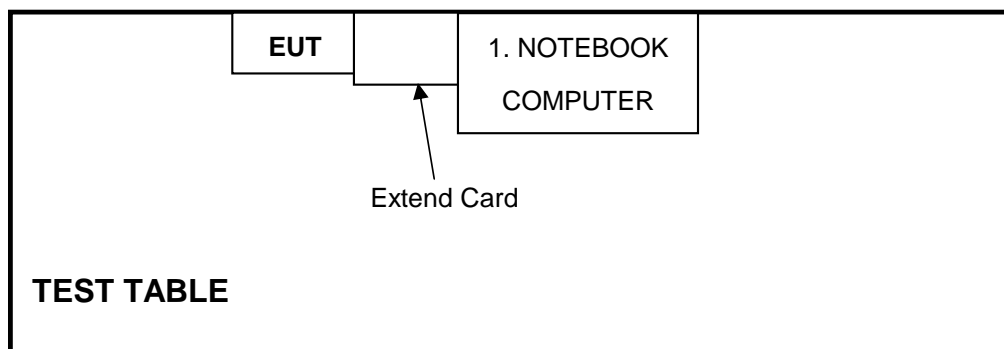 EUT
1. NOTEBOOK
COMPUTER
Extend Card
TEST TABLE